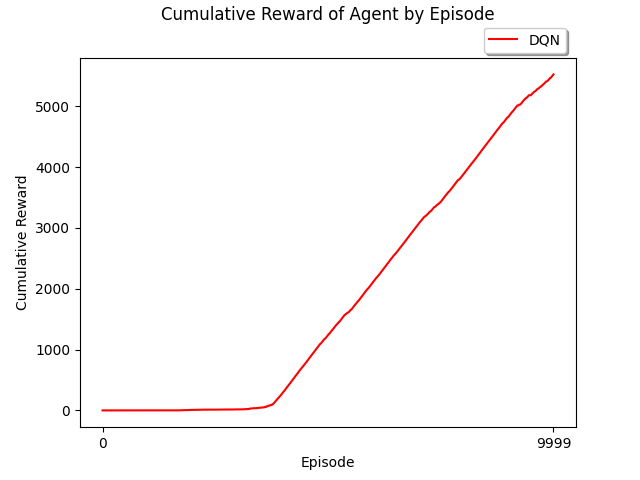 Cumulative Reward of Agent by Episode
DQN
5000
4000
3000
2000
1000
0
Cumulative Reward
0
9999
Episode